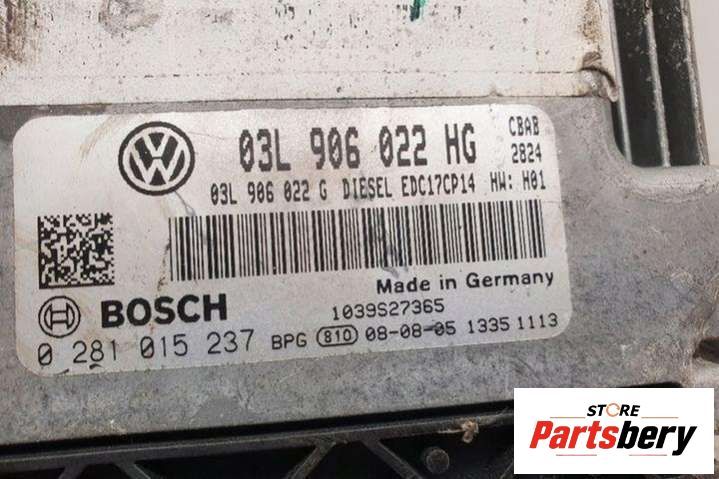 03L 906 022 HG CBAB
2824
03L 906 022 G DIESEL EDC17CP14 HW: H01
Made in Germany
BOSCH 1039S27365
0 281 015 237 BPG 810 08-08-05 1335 1113
STORE
Partsbery